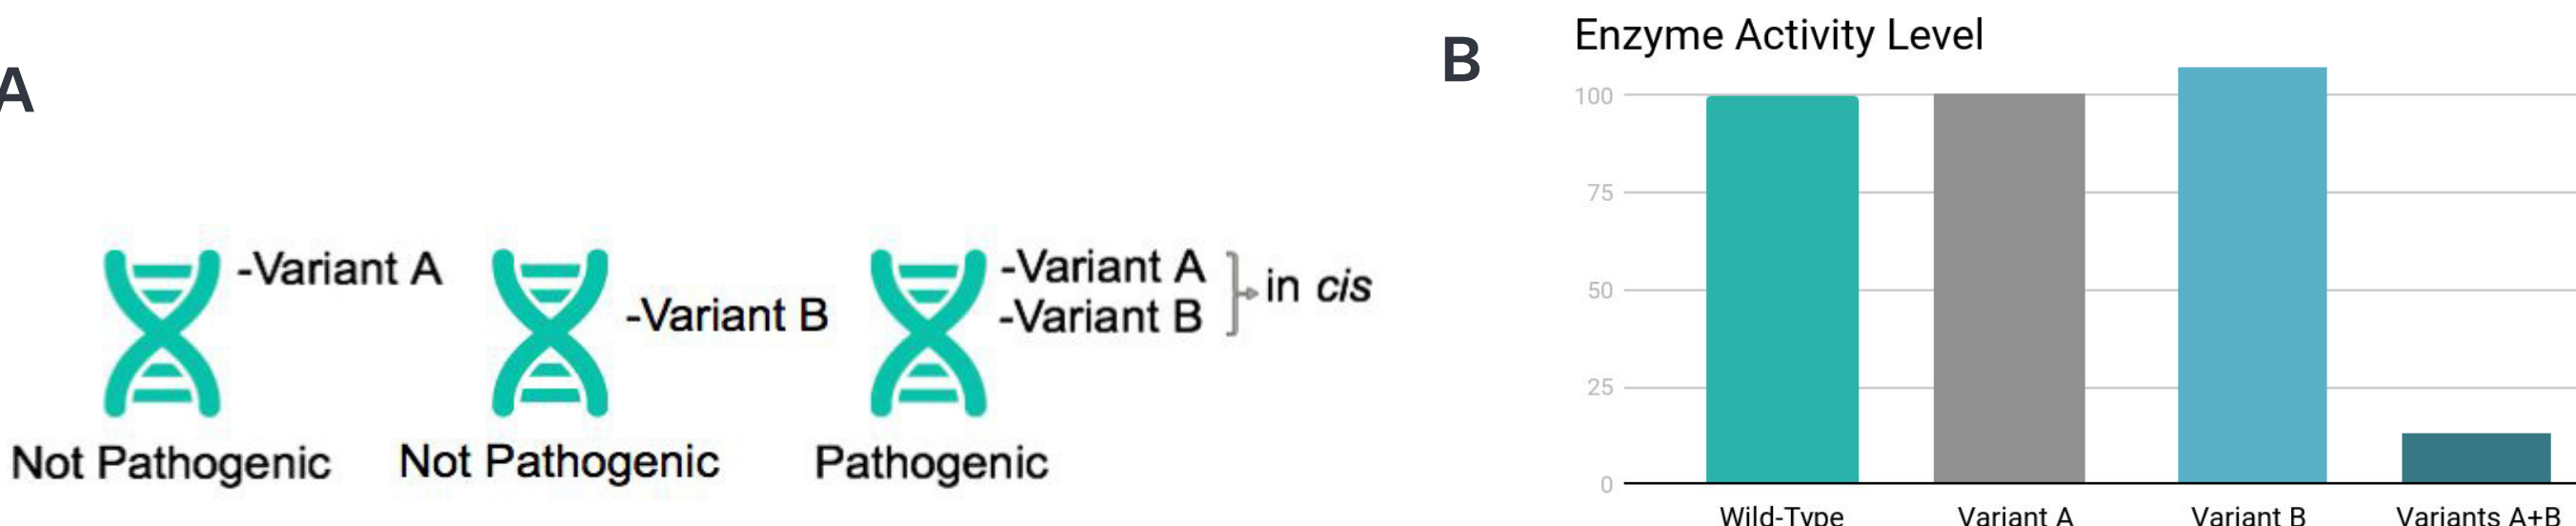 A
-Variant A
Not Pathogenic
-Variant B
Not Pathogenic
-Variant A
-Variant B
in cis
Pathogenic
B
Enzyme Activity Level
100
75
50
25
0
Wild-Type
Variant A
Variant B
Variants A+B